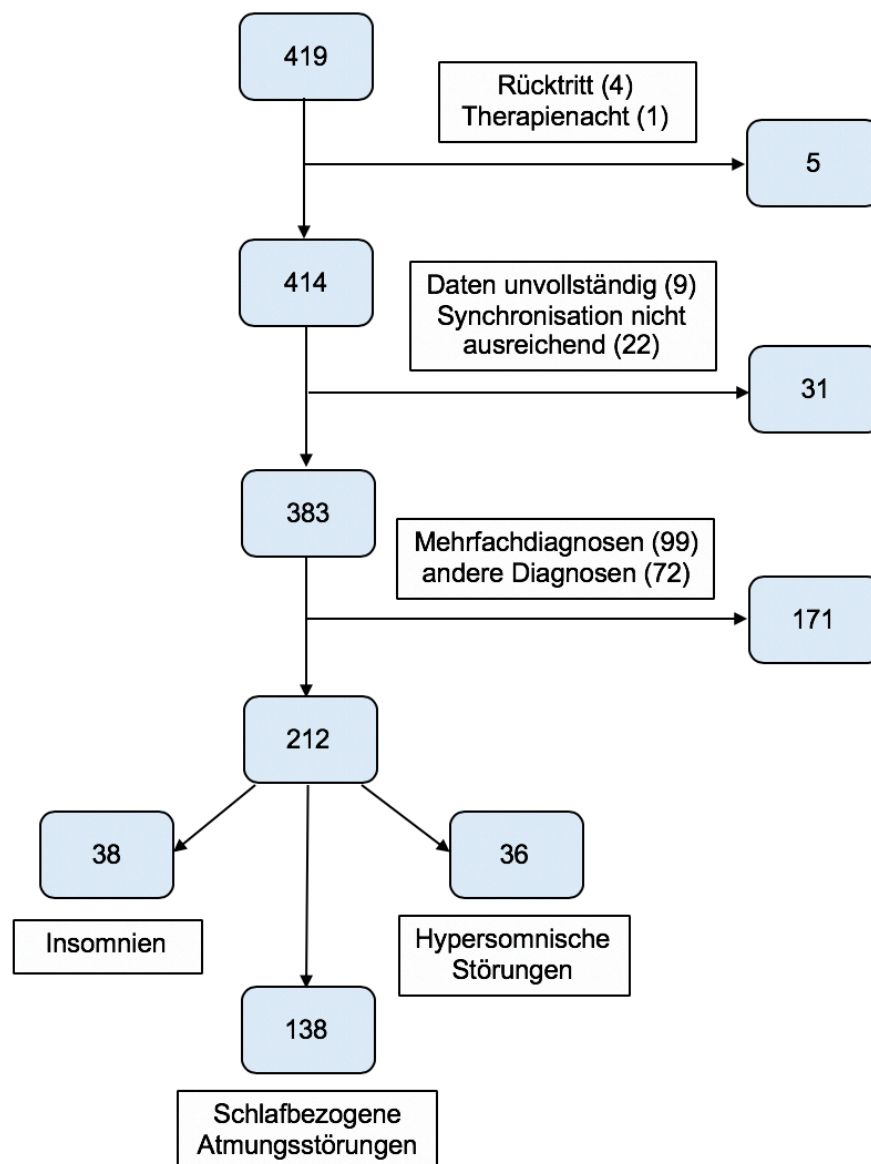 419
Rücktritt (4)
Therapienacht (1)
5
414
Daten unvollständig (9)
Synchronisation nicht
ausreichend (22)
31
383
Mehrfachdiagnosen (99)
andere Diagnosen (72)
171
212
38
36
Insomnien
Hypersomnische
Störungen
138
Schlafbezogene
Atmungsstörungen